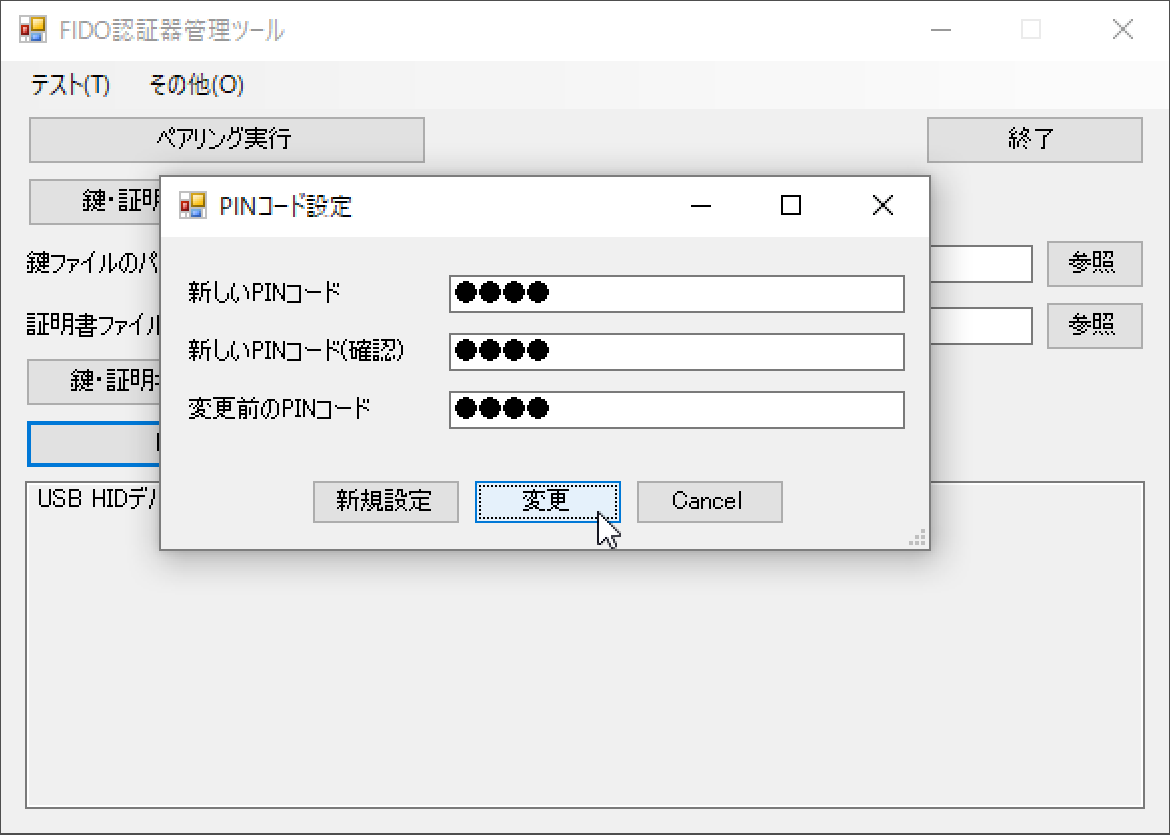 FIDO認証器管理ツール
テスト(T) その他(O)
ペアリング実行
終了
鍵・証明
PINコード設定
鍵ファイルのパ
参照
証明書ファイル
参照
鍵・証明
新しいPINコード
新しいPINコード(確認)
変更前のPINコード
新規設定
変更
Cancel
USB HIDデバ